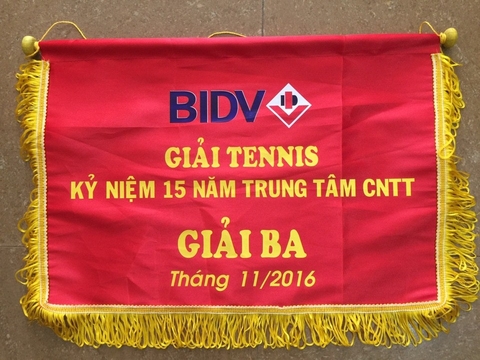 BIDV
GIẢI TENNIS
KỶ NIỆM 15 NĂM TRUNG TÂM CNTT
GIẢI BA
Tháng 11/2016